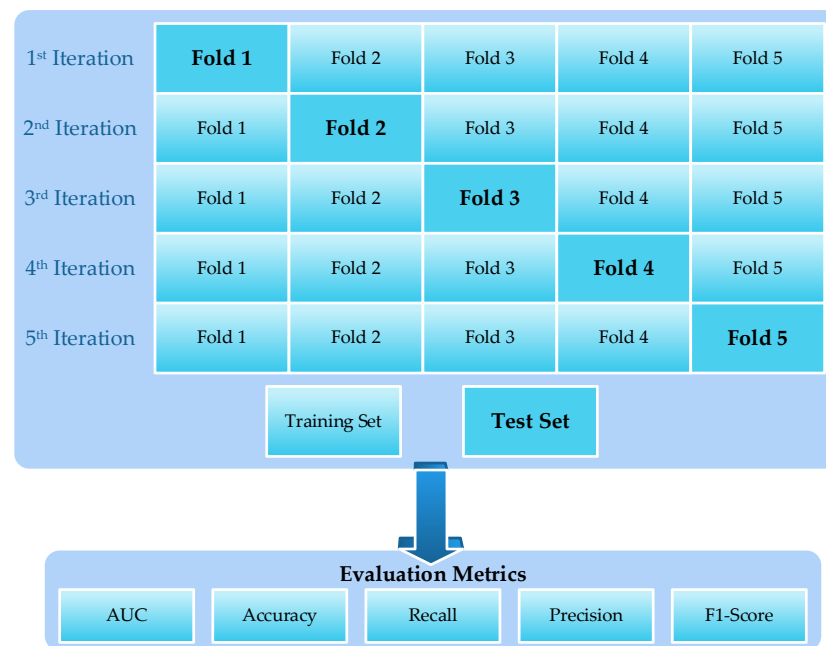 1st Iteration Fold 1 Fold 2 Fold 3 Fold 4 Fold 5
2nd Iteration Fold 1 Fold 2 Fold 3 Fold 4 Fold 5
3rd Iteration Fold 1 Fold 2 Fold 3 Fold 4 Fold 5
4th Iteration Fold 1 Fold 2 Fold 3 Fold 4 Fold 5
5th Iteration Fold 1 Fold 2 Fold 3 Fold 4 Fold 5
Training Set Test Set
Evaluation Metrics
AUC Accuracy Recall Precision F1-Score